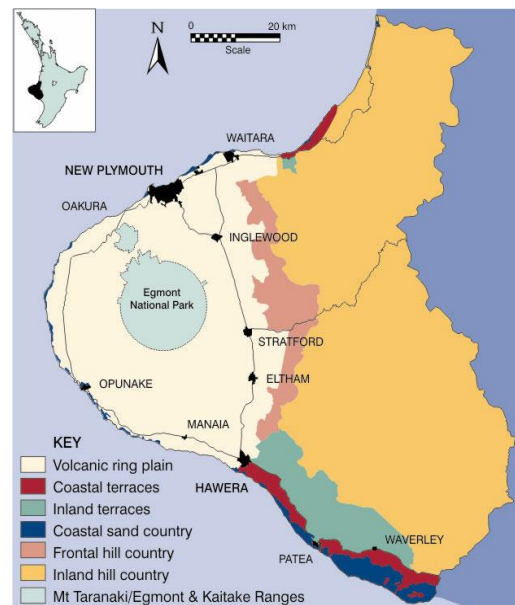 0
20 km
Scale
N
WAITARA
NEW PLYMOUTH
OAKURA
INGLEWOOD
Egmont
National Park
STRATFORD
OPUNAKE
ELTHAM
MANAIA
KEY
Volcanic ring plain
HAWERA
Coastal terraces
Inland terraces
WAVERLEY
Coastal sand country
PATEA
Frontal hill country
Inland hill country
Mt Taranaki/Egmont & Kaitake Ranges